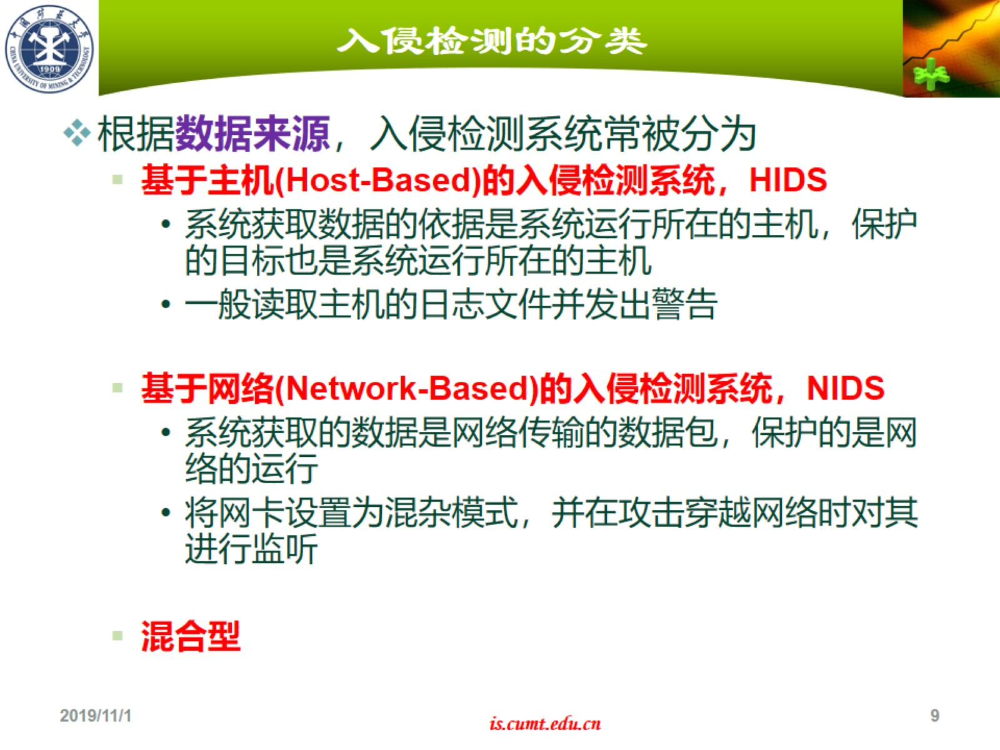 入侵检测的分类
中国矿业大学
CHINA UNIVERSITY OF MINING & TECHNOLOGY
1909
根据数据来源，入侵检测系统常被分为
基于主机(Host-Based)的入侵检测系统，HIDS
• 系统获取数据的依据是系统运行所在的主机，保护
的目标也是系统运行所在的主机
• 一般读取主机的日志文件并发出警告
基于网络(Network-Based)的入侵检测系统，NIDS
• 系统获取的数据是网络传输的数据包，保护的是网
络的运行
• 将网卡设置为混杂模式，并在攻击穿越网络时对其
进行监听
混合型
2019/11/1
is.cumt.edu.cn
9